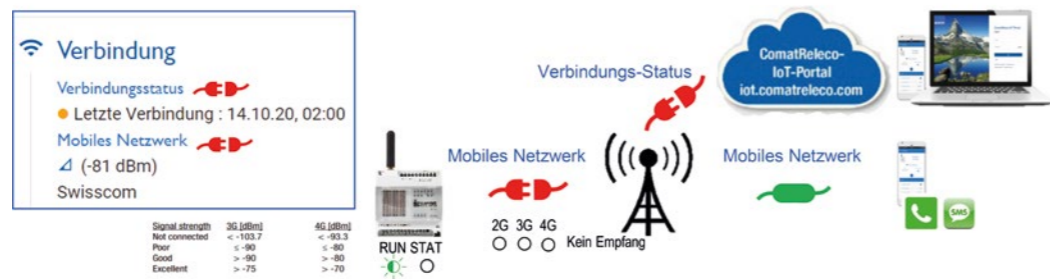 Verbindung
Verbindungsstatus
Letzte Verbindung : 14.10.20, 02:00
Mobiles Netzwerk
(-81 dBm)
Swisscom
Signal strength 3G [dBm] 4G [dBm]
Not connected < -103.7 < -93.3
Poor ≤ -90 ≤ -80
Good > -90 > -80
Excellent > -75 > -70
RUN STAT
Mobiles Netzwerk
2G 3G 4G
Kein Empfang
Verbindungs-Status
ComatReleco-
IoT-Portal
iot.comatreleco.com
Mobiles Netzwerk
SMS